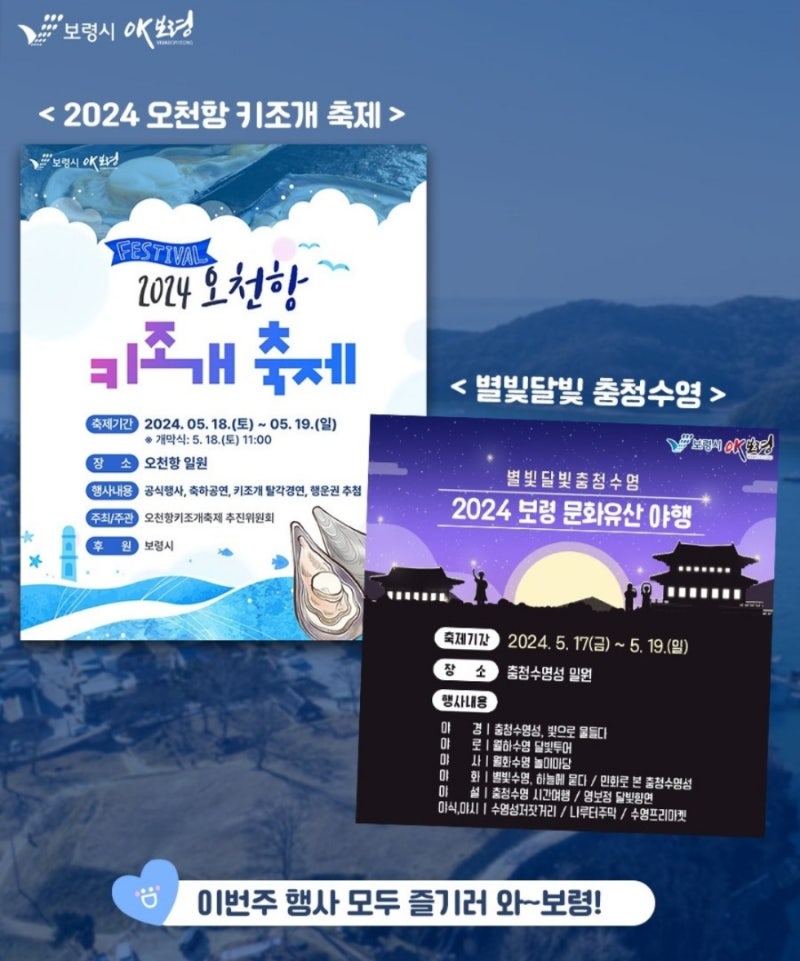 보령시 OK보령
< 2024 오천항 키조개 축제 >
보령시 OK보령
FESTIVAL
2024 오천항
키조개 축제
축제기간 2024. 05. 18.(토) ~ 05. 19.(일)
※ 개막식: 5. 18.(토) 11:00
장 소 오천항 일원
행사내용 공식행사, 축하공연, 키조개 탈각경연, 행운권 추첨
주최/주관 오천항키조개축제 추진위원회
후 원 보령시
< 별빛달빛 충청수영 >
보령시 OK보령
별빛달빛충청수영
2024 보령 문화유산 야행
축제기간 2024. 5. 17(금) ~ 5. 19.(일)
장 소 충청수영성 일원
행사내용
야 경 | 충청수영성, 빛으로 물들다
야 로 | 월하수영 달빛투어
야 사 | 월화수영 놀이마당
야 화 | 별빛수영, 하늘에 묻다 / 민화로 본 충청수영성
야 설 | 충청수영 시간여행 / 영보정 달빛향연
야식,야시 | 수영성저잣거리 / 나루터주막 / 수영프리마켓
이번주 행사 모두 즐기러 와~보령!